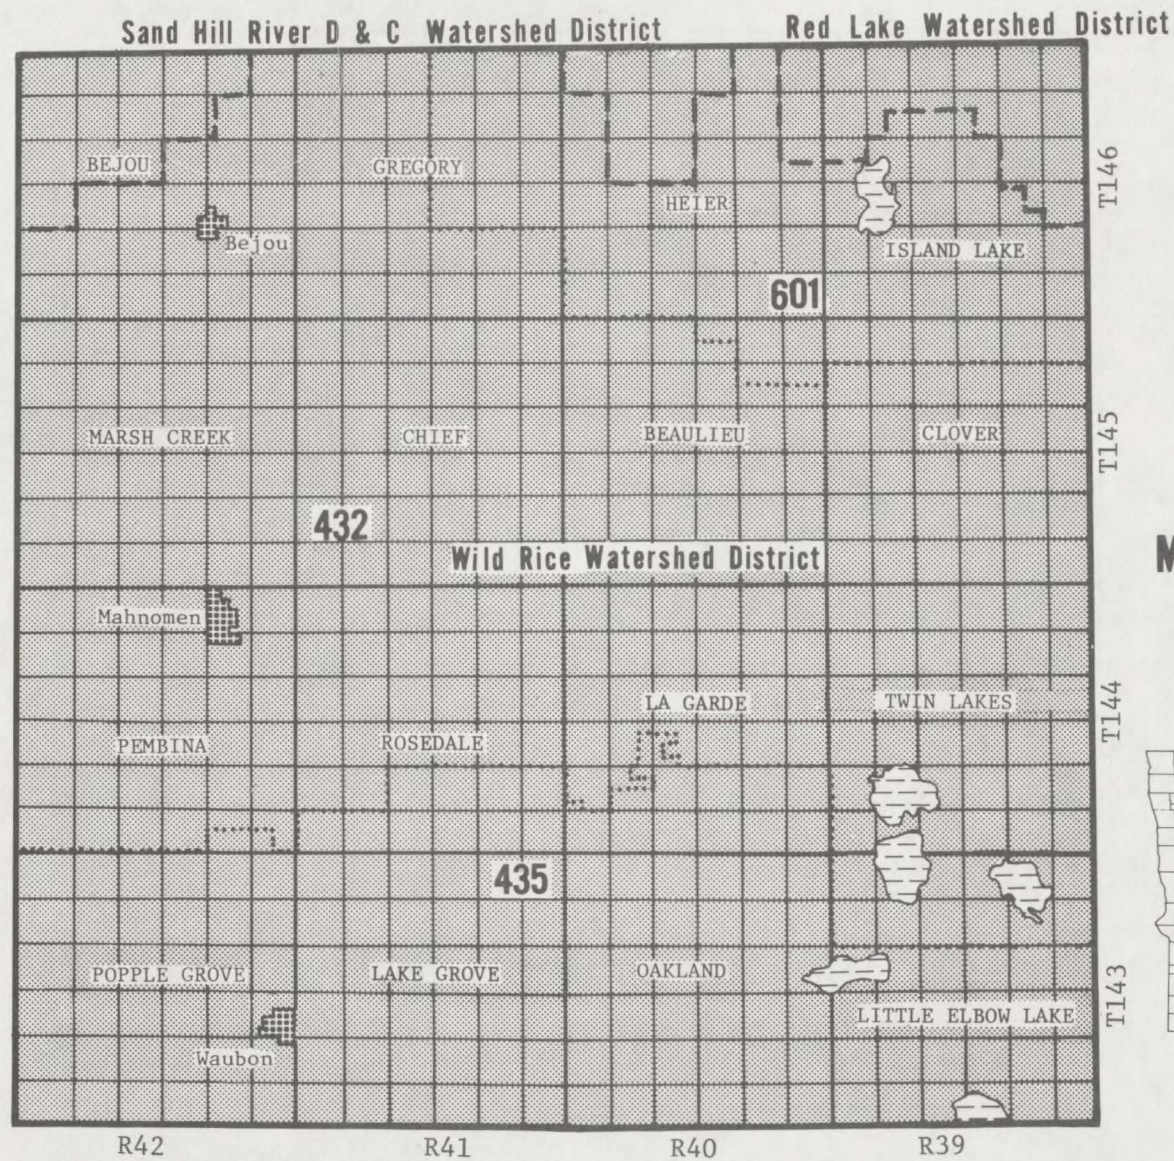 Sand Hill River D & C Watershed District Red Lake Watershed District
BEJOU
GREGORY
HEIER
T146
Bejou
ISLAND LAKE
601
MARSH CREEK
CHIEF
BEAULIEU
CLOVER
T145
432
Wild Rice Watershed District
M
Mahnomen
LA GARDE
TWIN LAKES
T144
PEMBINA
ROSEDALE
435
POPPLE GROVE
LAKE GROVE
OAKLAND
T143
LITTLE ELBOW LAKE
Waubon
R42
R41
R40
R39